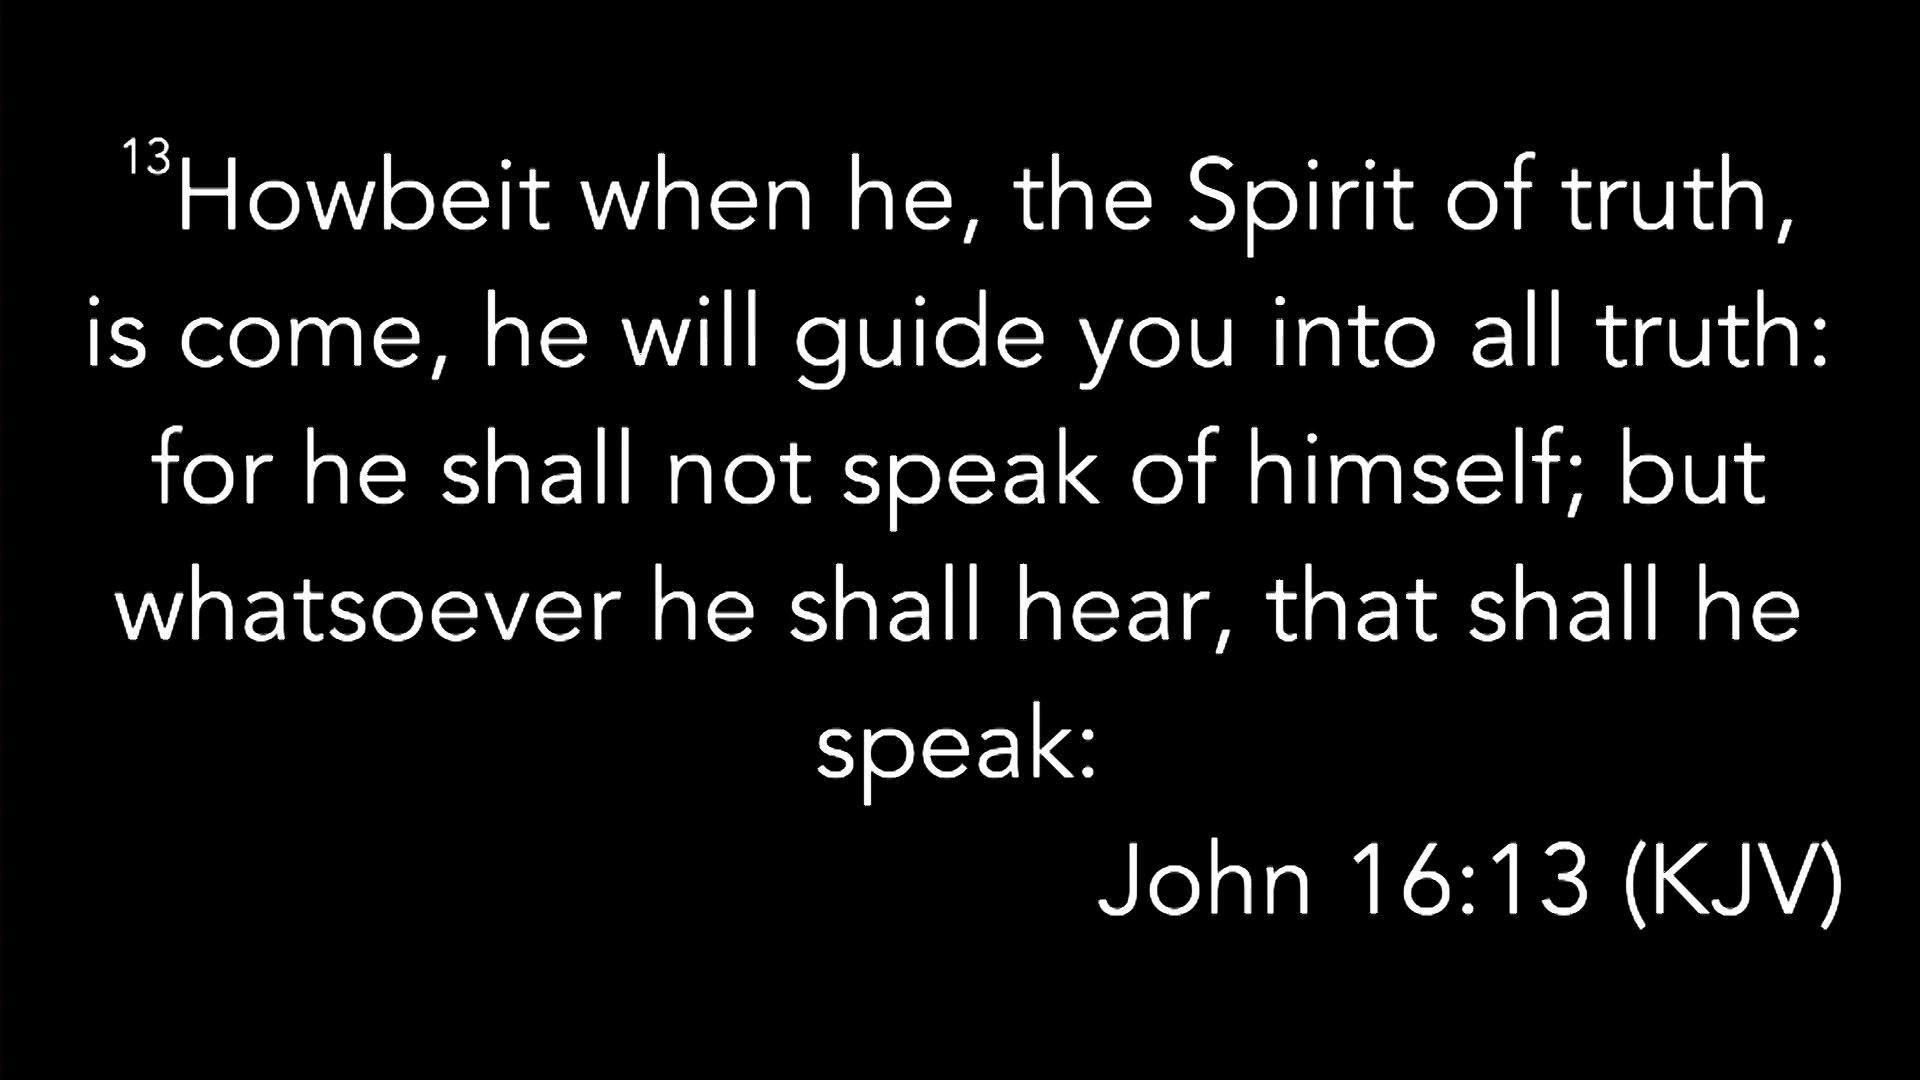 13Howbeit when he, the Spirit of truth,
is come, he will guide you into all truth:
for he shall not speak of himself; but
whatsoever he shall hear, that shall he
speak:
John 16:13 (KJV)